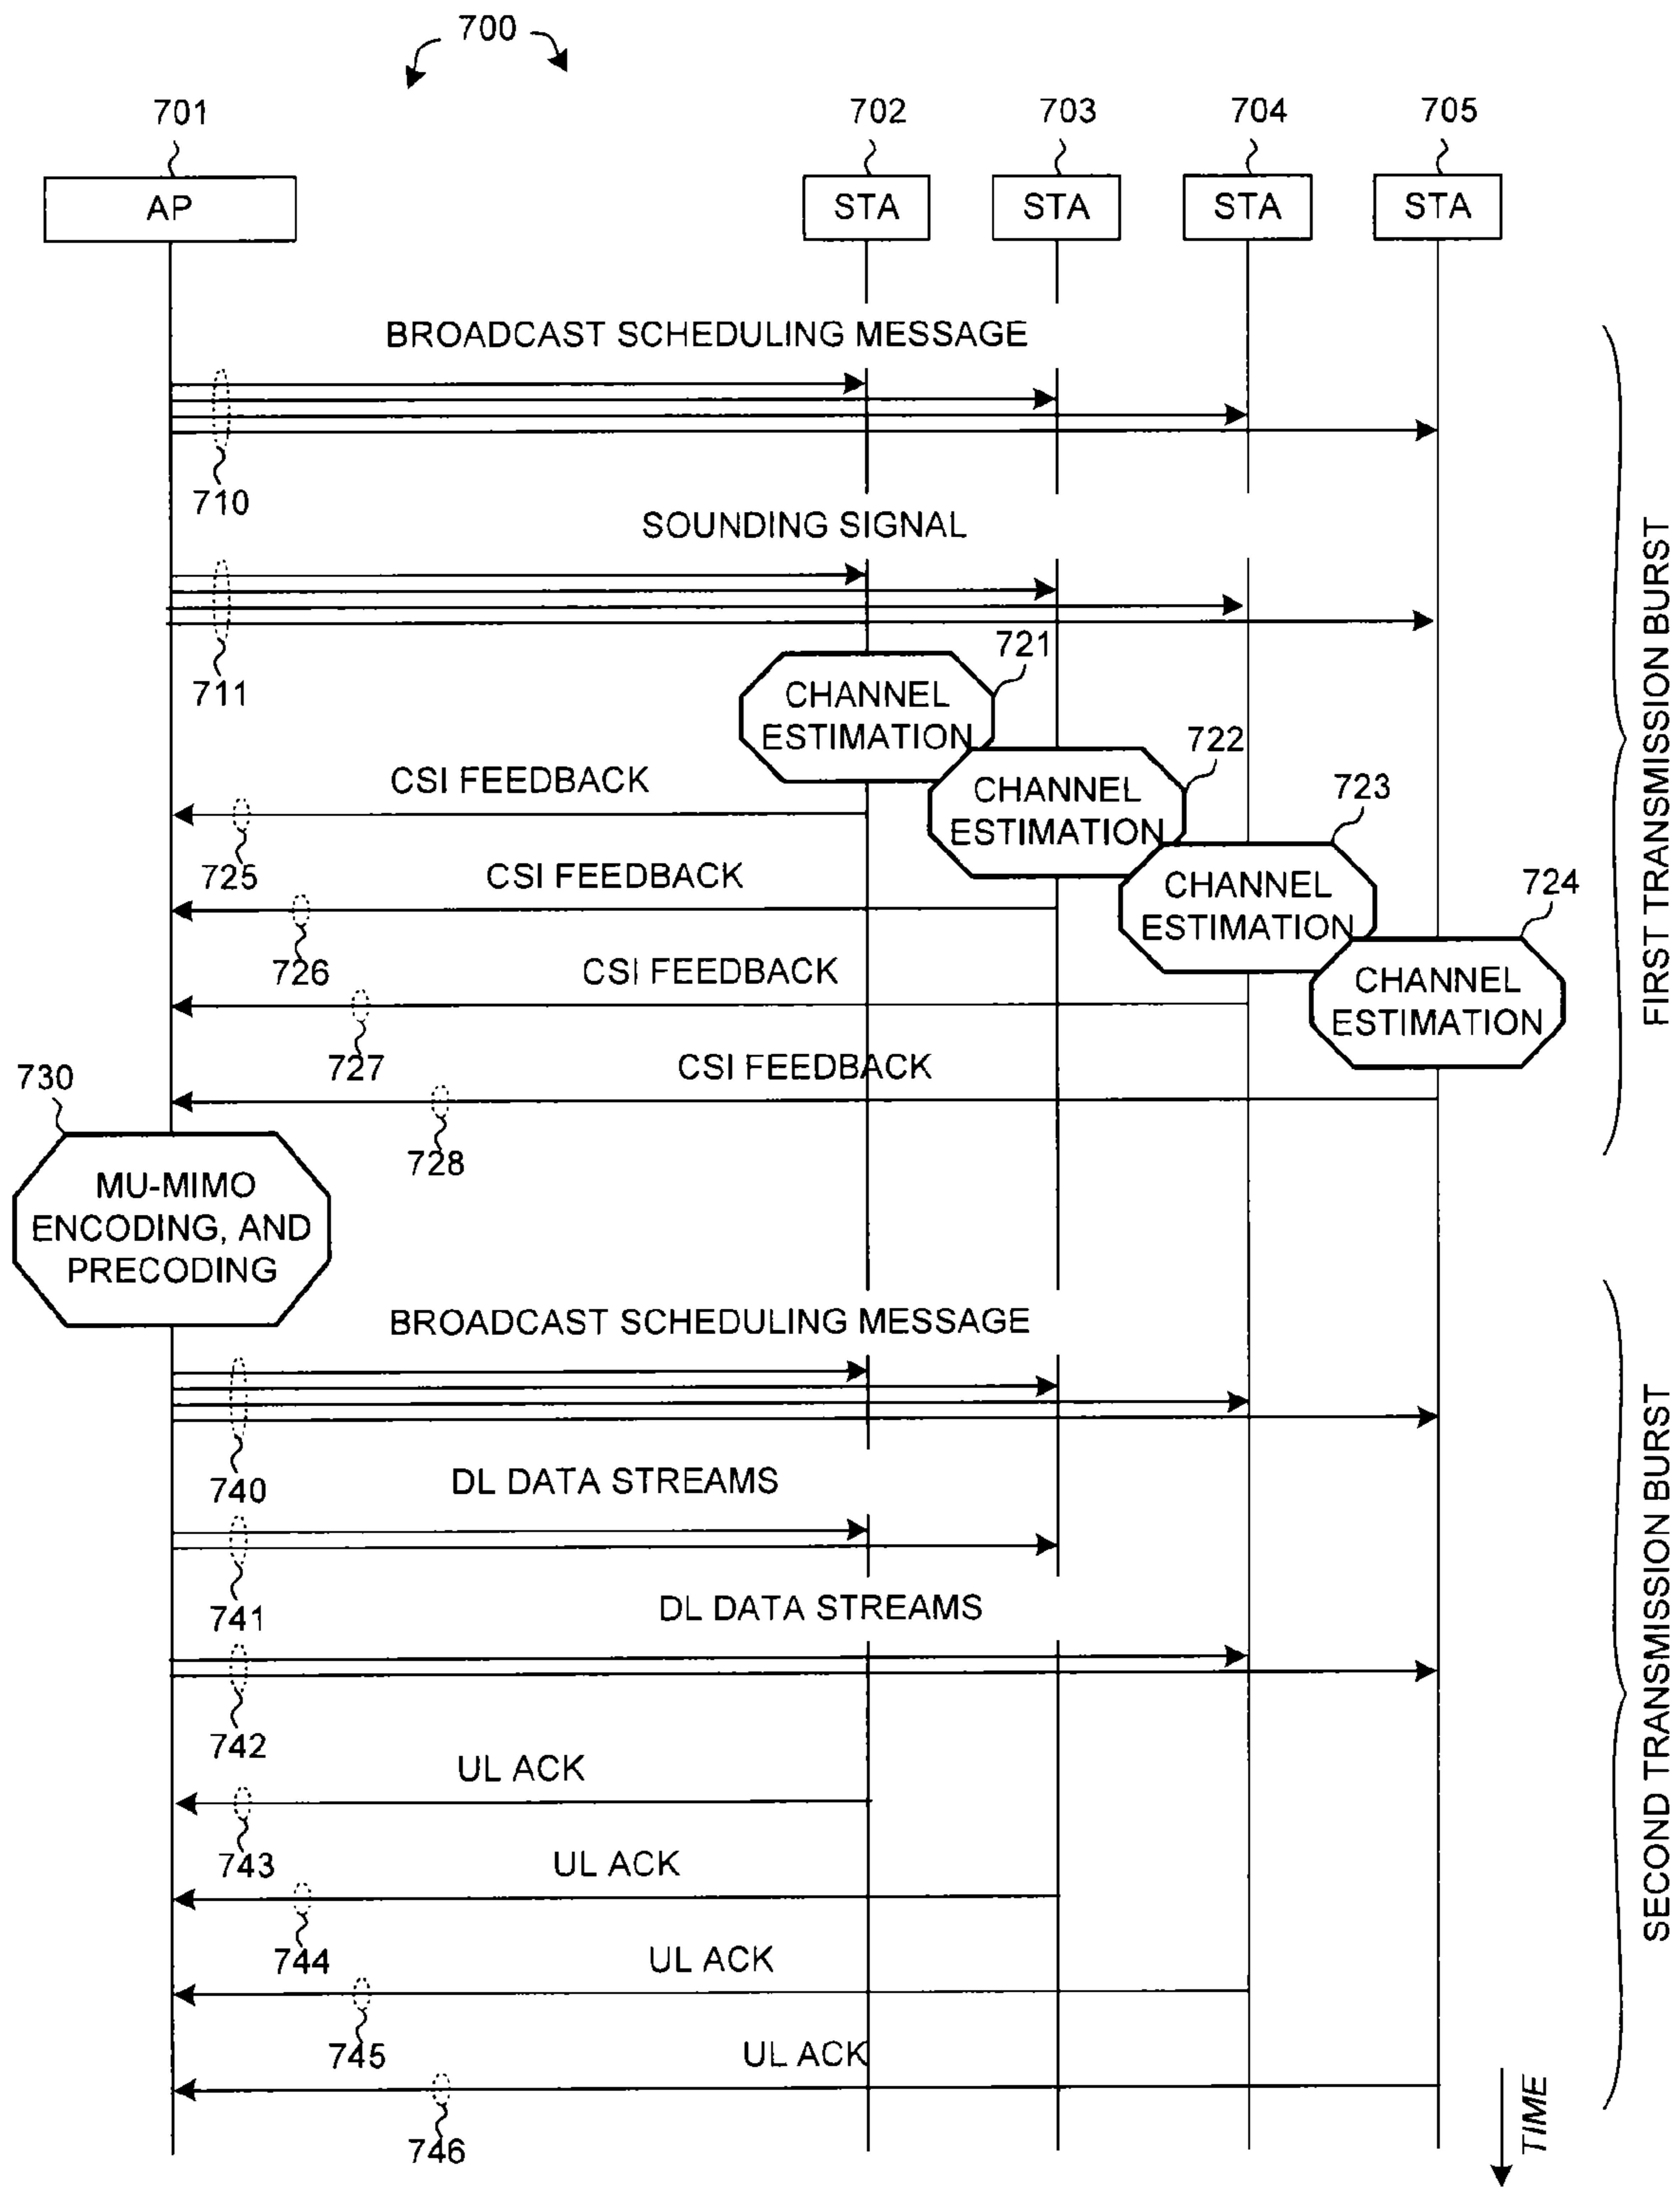 700
701
702
703
704
705
AP
STA
STA
STA
STA
BROADCAST SCHEDULING MESSAGE
710
SOUNDING SIGNAL
711
721
CHANNEL
ESTIMATION
722
CHANNEL
ESTIMATION
723
CHANNEL
ESTIMATION
724
CHANNEL
ESTIMATION
CSI FEEDBACK
725
CSI FEEDBACK
726
CSI FEEDBACK
727
CSI FEEDBACK
728
FIRST TRANSMISSION BURST
730
MU-MIMO
ENCODING, AND
PRECODING
BROADCAST SCHEDULING MESSAGE
740
DL DATA STREAMS
741
DL DATA STREAMS
742
UL ACK
743
UL ACK
744
UL ACK
745
UL ACK
746
SECOND TRANSMISSION BURST
TIME